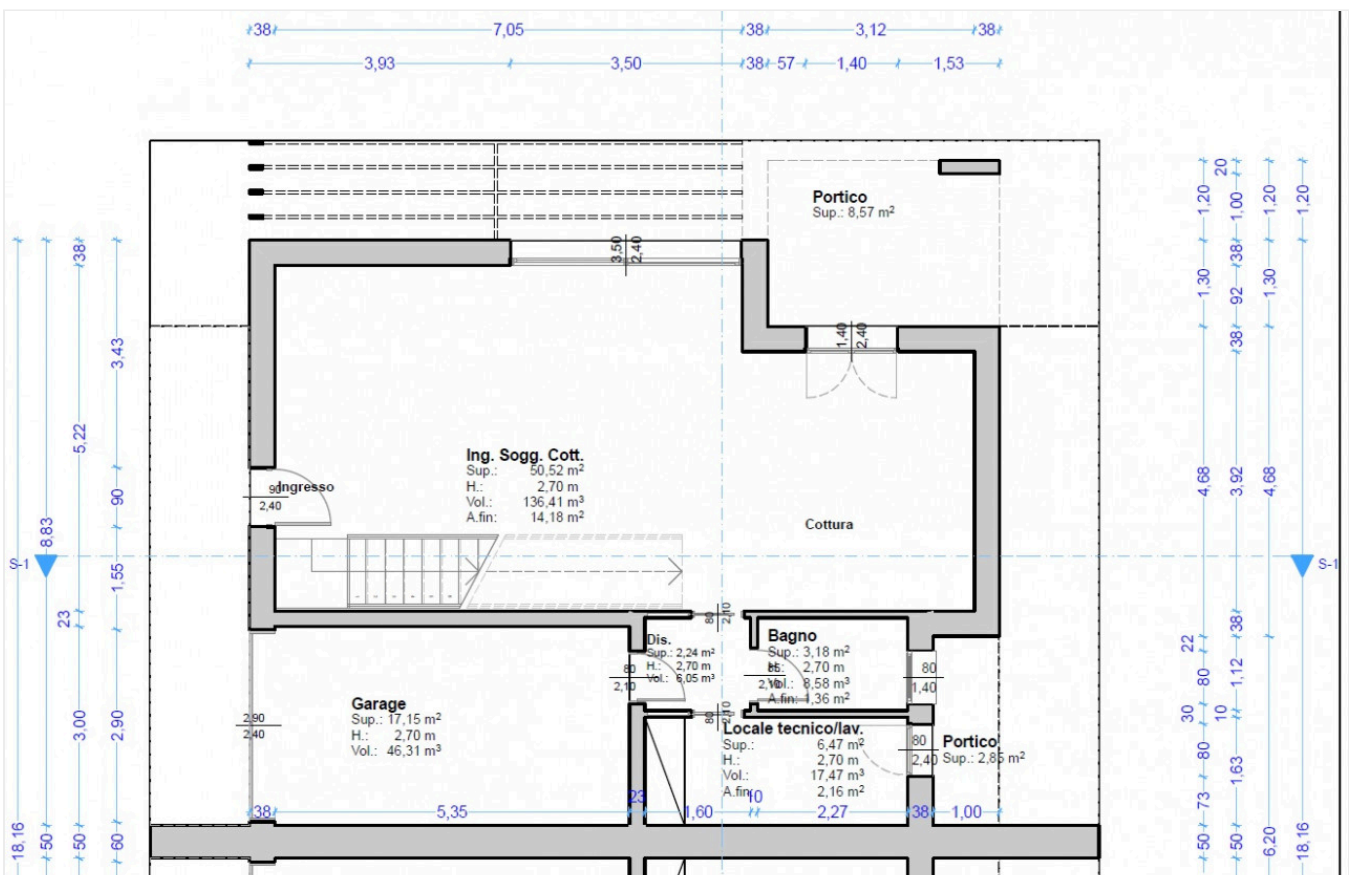 38 7,05 38 3,12 38
3,93 3,50 38 57 1,40 1,53
Portico
Sup.: 8,57 m²
3,50
2,40
1,40
2,40
Ing. Sogg. Cott.
Sup.: 50,52 m²
H.: 2,70 m
Vol.: 136,41 m³
A.fin: 14,18 m²
Ingresso
90
2,40
Cottura
S-1
S-1
80
2,10
Dis.
Sup.: 2,24 m²
H.: 2,70 m
Vol.: 6,05 m³
80
2,10
Bagno
Sup.: 3,18 m²
H.: 2,70 m
Vol.: 8,58 m³
A.fin: 1,36 m²
80
1,40
Garage
Sup.: 17,15 m²
H.: 2,70 m
Vol.: 46,31 m³
2,90
2,40
80
2,10
Locale tecnico/lav.
Sup.: 6,47 m²
H.: 2,70 m
Vol.: 17,47 m³
A.fin: 2,16 m²
80
2,40
Portico
Sup.: 2,85 m²
38 5,35 23 1,60 10 2,27 38 1,00
18,16
8,83
50
38
5,22
23
3,00
50
3,43
90
1,55
2,90
60
1,20
1,30
4,68
22
80
30
80
73
50
20
1,00
38
92
38
3,92
38
1,12
10
1,63
50
1,20
1,30
4,68
6,20
1,20
18,16